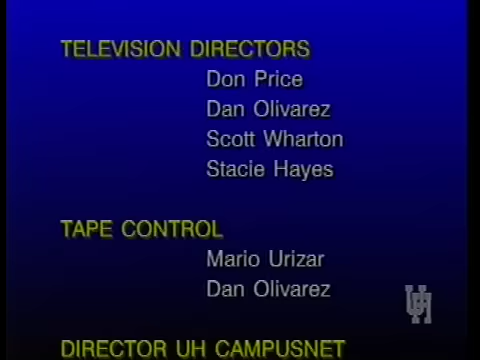 TELEVISION DIRECTORS
Don Price
Dan Olivarez
Scott Wharton
Stacie Hayes
TAPE CONTROL
Mario Urizar
Dan Olivarez
UH
DIRECTOR UH CAMPUSNET